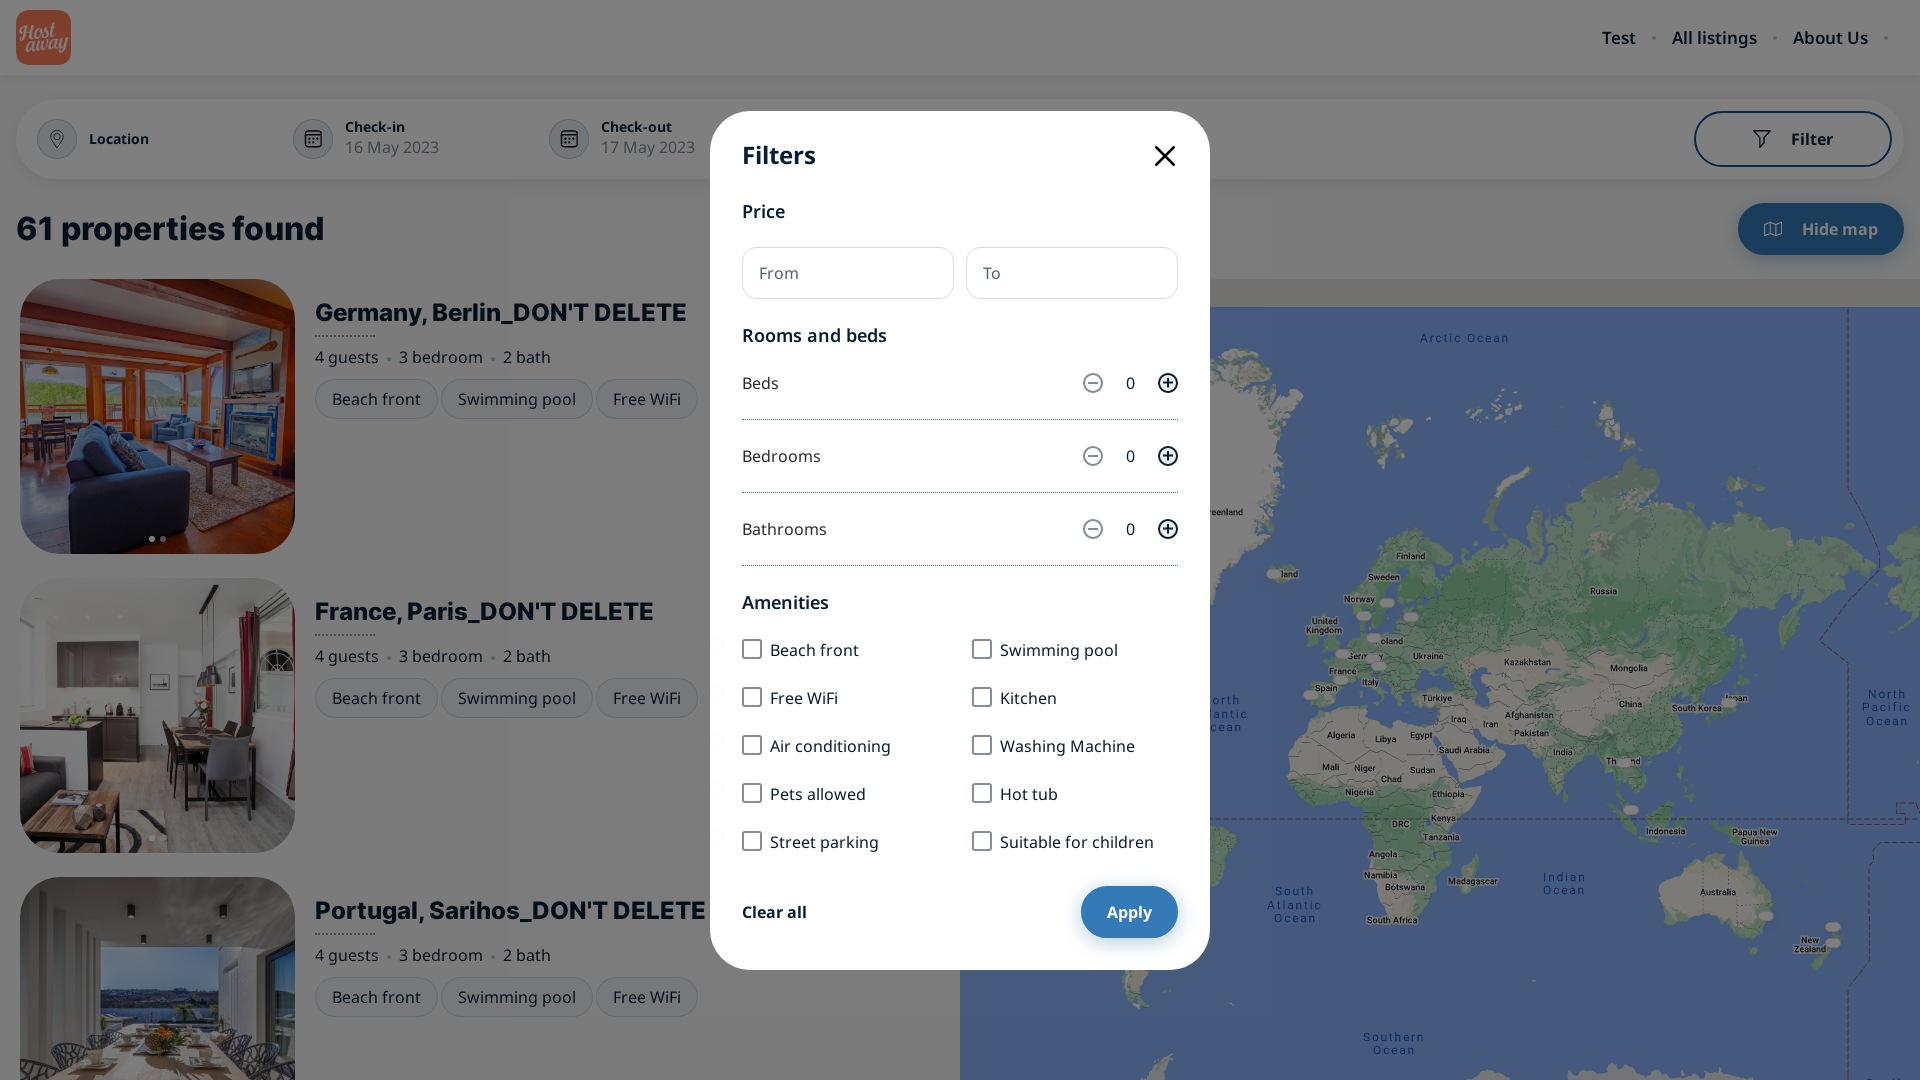 Host
away
Test
All listings
About Us
Location
Check-in
16 May 2023
Check-out
17 May 2023
Filter
61 properties found
Hide map
Germany, Berlin_DON'T DELETE
4 guests 3 bedroom 2 bath
Beach front Swimming pool Free WiFi
France, Paris_DON'T DELETE
4 guests 3 bedroom 2 bath
Beach front Swimming pool Free WiFi
Portugal, Sarihos_DON'T DELETE
4 guests 3 bedroom 2 bath
Beach front Swimming pool Free WiFi
Filters
Price
From To
Rooms and beds
Beds 0
Bedrooms 0
Bathrooms 0
Amenities
Beach front Swimming pool
Free WiFi Kitchen
Air conditioning Washing Machine
Pets allowed Hot tub
Street parking Suitable for children
Clear all Apply
Arctic Ocean
Finland
Sweden
Norway
Russia
United
Kingdom
Ukraine
France
Italy
Spain
Kazakhstan
Mongolia
Türkiye
China
South Korea
Iraq
Iran
Afghanistan
Pakistan
North
Pacific
Ocean
Algeria
Libya
Egypt
Saudi Arabia
India
Mali
Niger
Chad
Sudan
Nigeria
Ethiopia
DRC
Kenya
Tanzania
Indonesia
Papua New
Guinea
Angola
Namibia
Botswana
Madagascar
South Africa
South
Atlantic
Ocean
Indian
Ocean
Australia
New
Zealand
Southern
Ocean